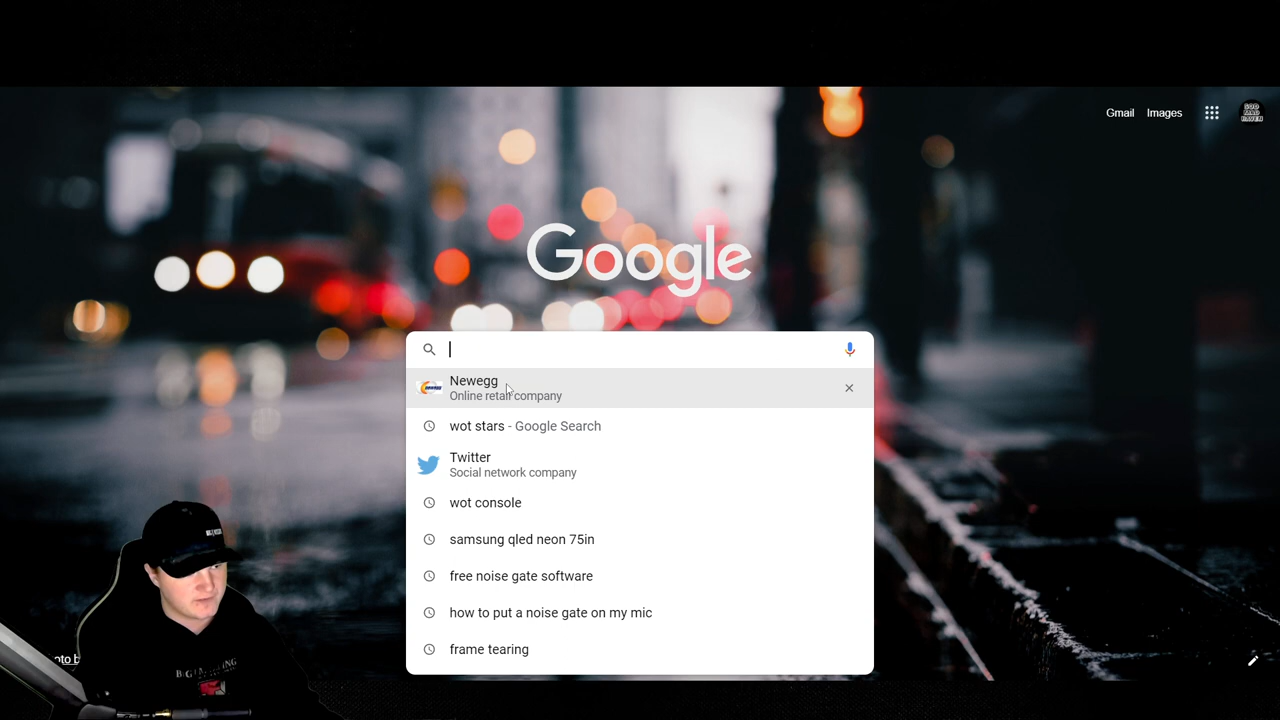 Gmail
Images
Google
Newegg
Online retail company
wot stars - Google Search
Twitter
Social network company
wot console
samsung qled neon 75in
free noise gate software
how to put a noise gate on my mic
frame tearing
oto b